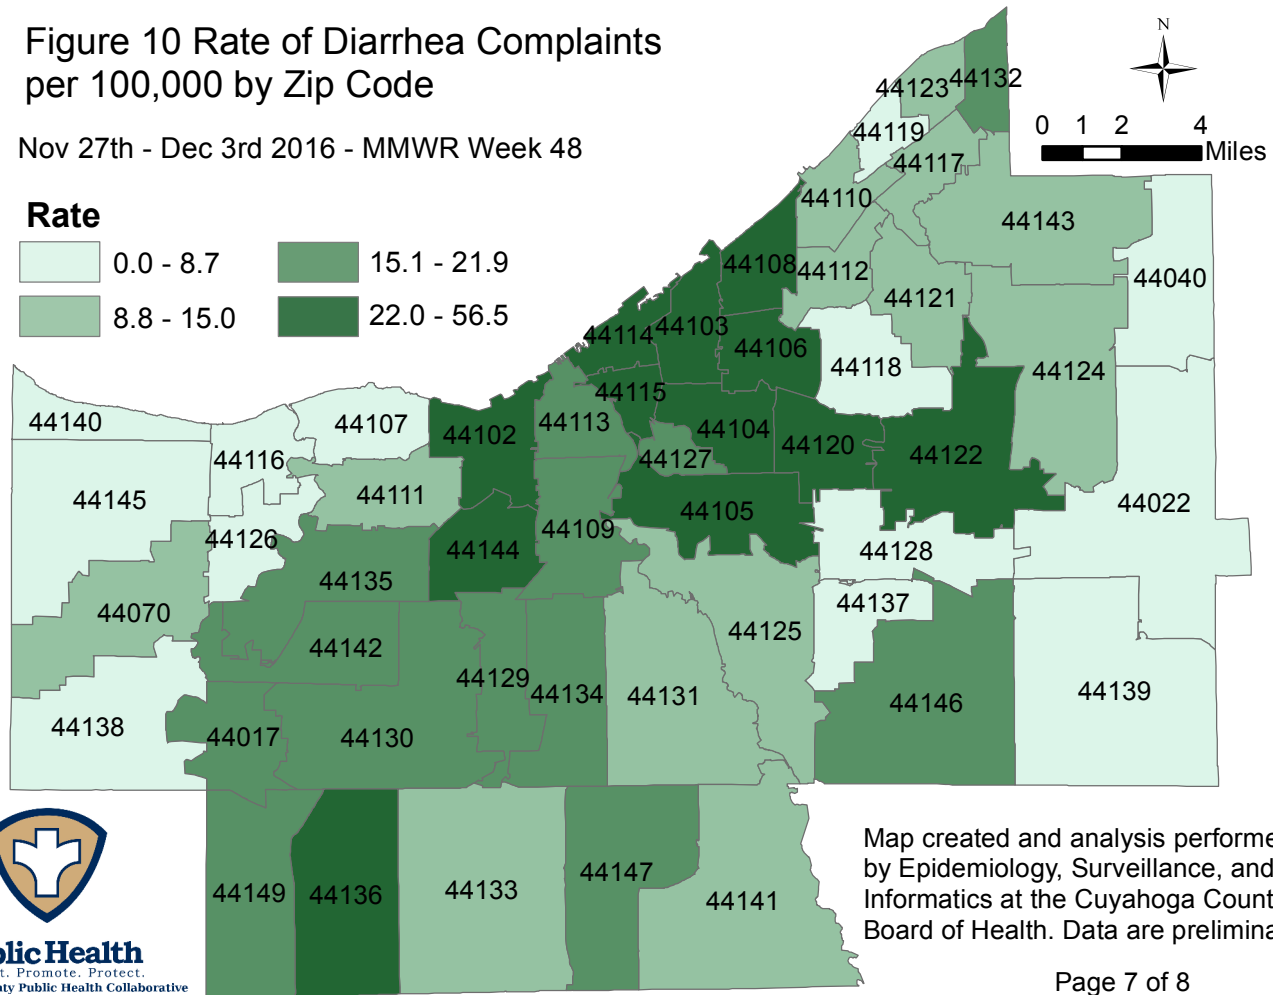 Figure 10 Rate of Diarrhea Complaints
per 100,000 by Zip Code
Nov 27th - Dec 3rd 2016 - MMWR Week 48
Rate
0.0 - 8.7
15.1 - 21.9
8.8 - 15.0
22.0 - 56.5
N
0 1 2 4
Miles
44123
44132
44119
44117
44110
44143
44108
44112
44040
44121
44114
44103
44106
44118
44124
44115
44140
44107
44102
44113
44104
44120
44122
44116
44127
44145
44111
44022
44105
44126
44109
44144
44128
44135
44070
44137
44125
44142
44129
44134
44131
44139
44146
44138
44017
44130
44149
44136
44133
44147
44141
Map created and analysis performe
by Epidemiology, Surveillance, and
Informatics at the Cuyahoga Count
Board of Health. Data are prelimina
Page 7 of 8
blic Health
t. Promote. Protect.
nty Public Health Collaborative